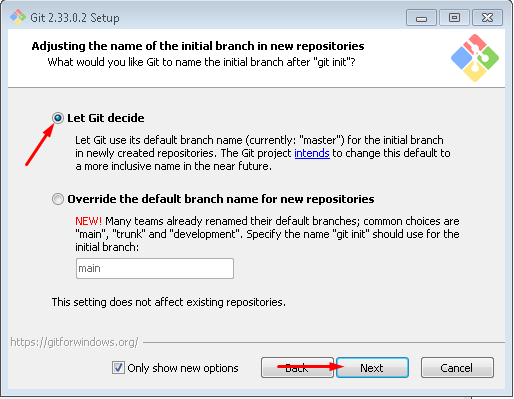 Git 2.33.0.2 Setup
Adjusting the name of the initial branch in new repositories
What would you like Git to name the initial branch after "git init"?
Let Git decide
Let Git use its default branch name (currently: "master") for the initial branch
in newly created repositories. The Git project intends to change this default to
a more inclusive name in the near future.
Override the default branch name for new repositories
NEW! Many teams already renamed their default branches; common choices are
"main", "trunk" and "development". Specify the name "git init" should use for the
initial branch:
main
This setting does not affect existing repositories.
https://gitforwindows.org/
Only show new options
Back
Next
Cancel